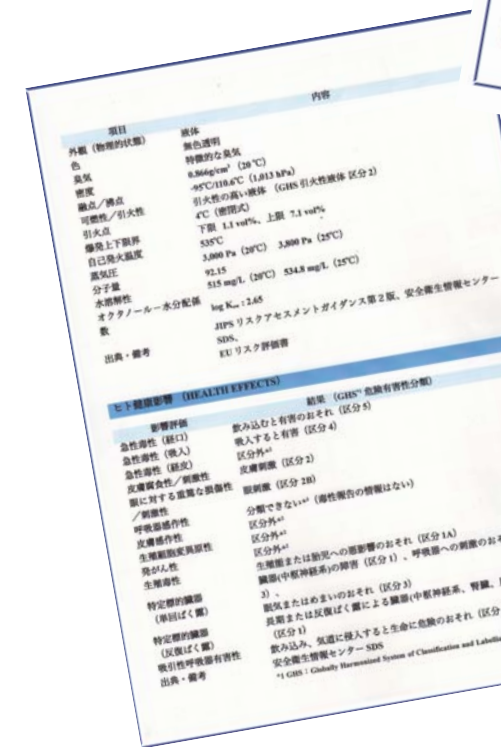 項目 内容
外観（物理的状態） 液体
色 無色透明
臭気 特徴的な臭気
密度 0.866g/cm³（20 ℃）
融点／沸点 -95℃/110.6℃（1,013 hPa）
可燃性／引火性 引火性の高い液体（GHS 引火性液体 区分 2）
引火点 4℃（密閉式）
爆発上下限界 下限 1.1 vol%、上限 7.1 vol%
自己発火温度 535℃
蒸気圧 3,000 Pa（20℃） 3,800 Pa（25℃）
分子量 92.15
水溶解性 515 mg/L（20℃） 534.8 mg/L（25℃）
オクタノール－水分配係数 log Kow : 2.65
出典・備考 JIPS リスクアセスメントガイダンス第２版、安全衛生情報センター
SDS、
EU リスク評価書
ヒト健康影響（HEALTH EFFECTS）
影響評価 結果（GHS*¹ 危険有害性分類）
急性毒性（経口） 飲み込むと有害のおそれ（区分 5）
急性毒性（吸入） 吸入すると有害（区分 4）
急性毒性（経皮） 区分外
皮膚腐食性／刺激性 皮膚刺激（区分 2）
眼に対する重篤な損傷性
／刺激性 眼刺激（区分 2B）
呼吸器感作性 分類できない（毒性報告の情報はない）
皮膚感作性 区分外
生殖細胞変異原性 区分外
発がん性 区分外
生殖毒性 生殖能または胎児への悪影響のおそれ（区分 1A）
特定標的臓器 臓器(中枢神経系)の障害（区分 1）、呼吸器への刺激のおそ
（単回ばく露） 3）、
眠気またはめまいのおそれ（区分 3）
特定標的臓器 長期または反復ばく露による臓器(中枢神経系、腎臓、
（反復ばく露） （区分 1）
吸引性呼吸器有害性 飲み込み、気道に侵入すると生命に危険のおそれ（区分
出典・備考 安全衛生情報センター SDS
*1 GHS : Globally Harmonized System of Classification and Labelli